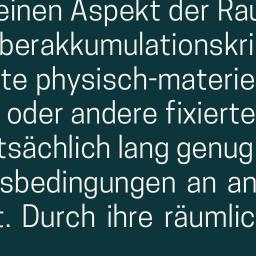 einen Aspekt der Rau
berakkumulationskri
te physisch-materie
oder andere fixierte
tsächlich lang genug
sbedingungen an an
t. Durch ihre räumlic